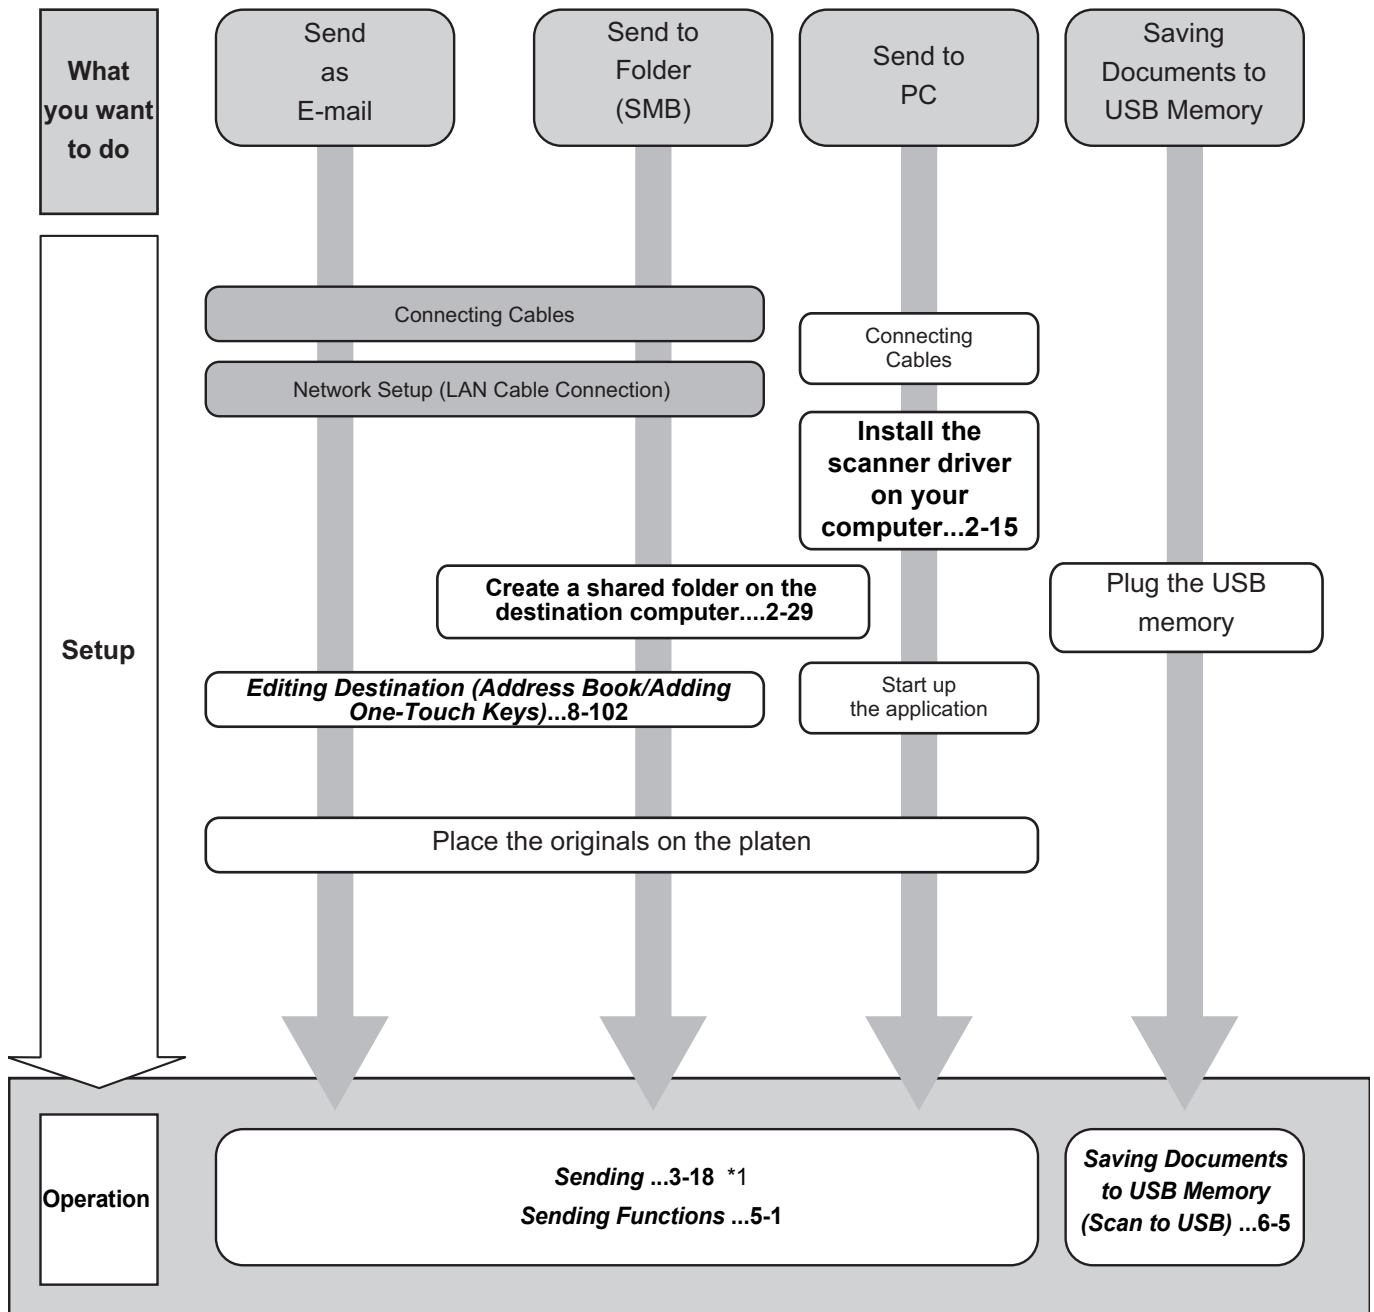 What
you want
to do
Send
as
E-mail
Send to
Folder
(SMB)
Send to
PC
Saving
Documents to
USB Memory
Setup
Connecting Cables
Network Setup (LAN Cable Connection)
Connecting
Cables
Install the
scanner driver
on your
computer...2-15
Create a shared folder on the
destination computer....2-29
Plug the USB
memory
Editing Destination (Address Book/Adding
One-Touch Keys)...8-102
Start up
the application
Place the originals on the platen
Operation
Sending ...3-18 *1
Sending Functions ...5-1
Saving Documents
to USB Memory
(Scan to USB) ...6-5